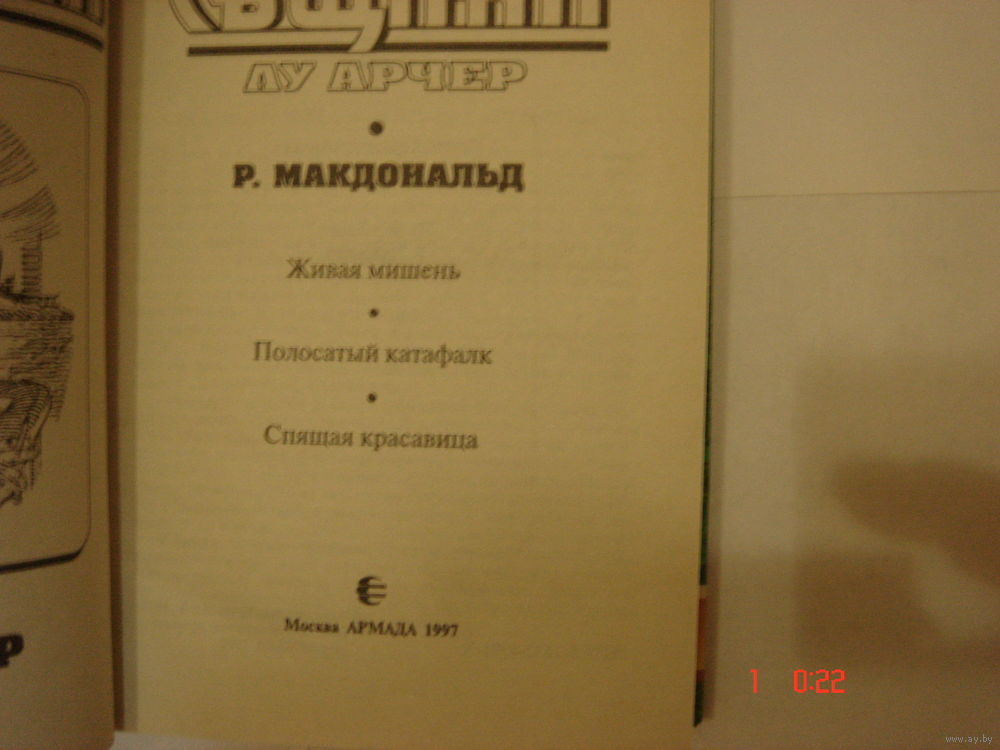 ЛУ АРЧЕР
Р. МАКДОНАЛЬД
Живая мишень
Полосатый катафалк
Спящая красавица
Москва АРМАДА 1997
1 0:22
www.ay.by